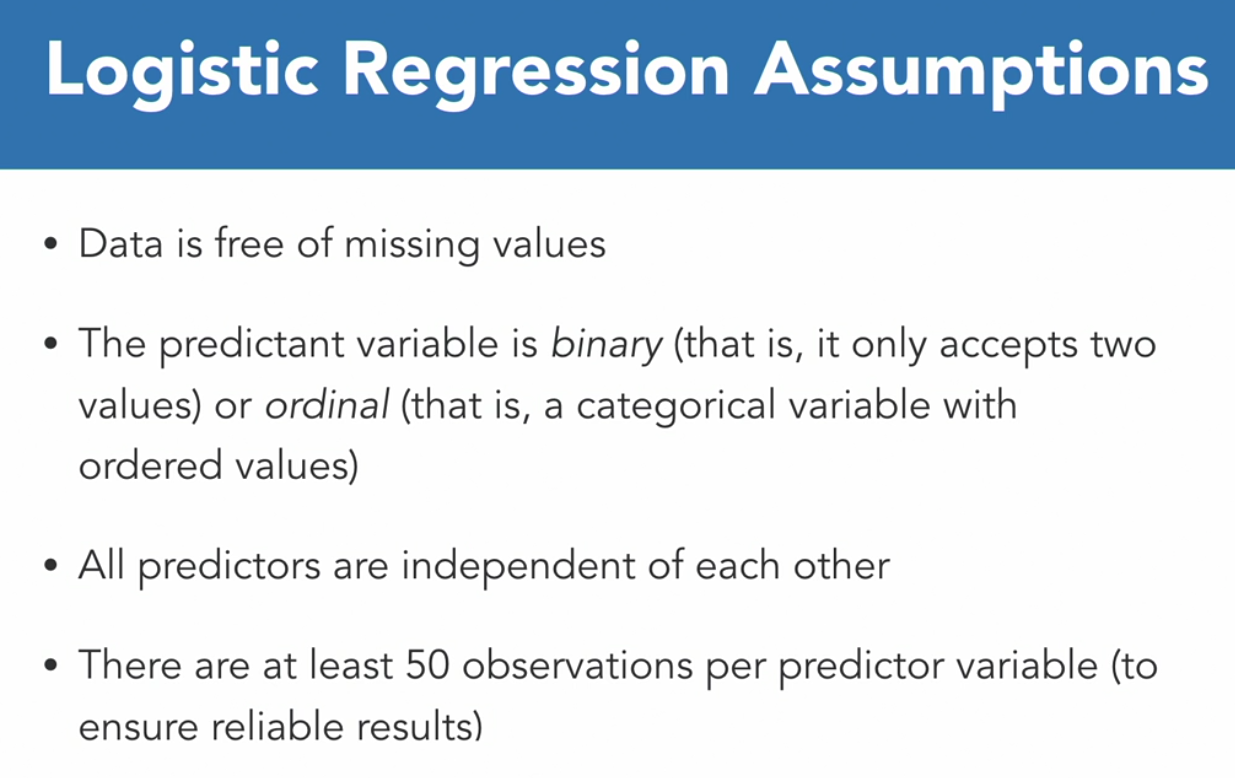 Logistic Regression Assumptions
• Data is free of missing values
• The predictant variable is binary (that is, it only accepts two
values) or ordinal (that is, a categorical variable with
ordered values)
• All predictors are independent of each other
• There are at least 50 observations per predictor variable (to
ensure reliable results)